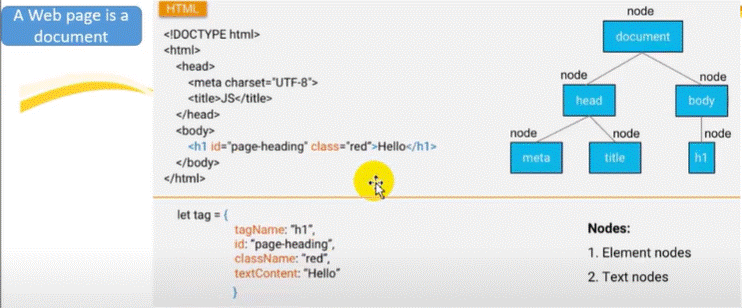 A Web page is a
document
HTML
<!DOCTYPE html>
<html>
<head>
<meta charset="UTF-8">
<title>JS</title>
</head>
<body>
<h1 id="page-heading" class="red">Hello</h1>
</body>
</html>
node
document
node
node
head
body
node
node
node
meta
title
h1
let tag = {
tagName: "h1",
id: "page-heading",
className: "red",
textContent: "Hello"
}
Nodes:
1. Element nodes
2. Text nodes